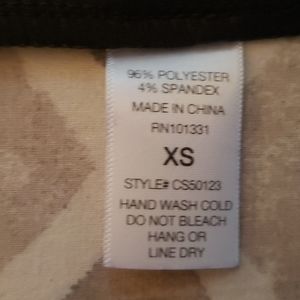 96% POLYESTER
4% SPANDEX
MADE IN CHINA
RN101331
XS
STYLE# CS50123
HAND WASH COLD
DO NOT BLEACH
HANG OR
LINE DRY